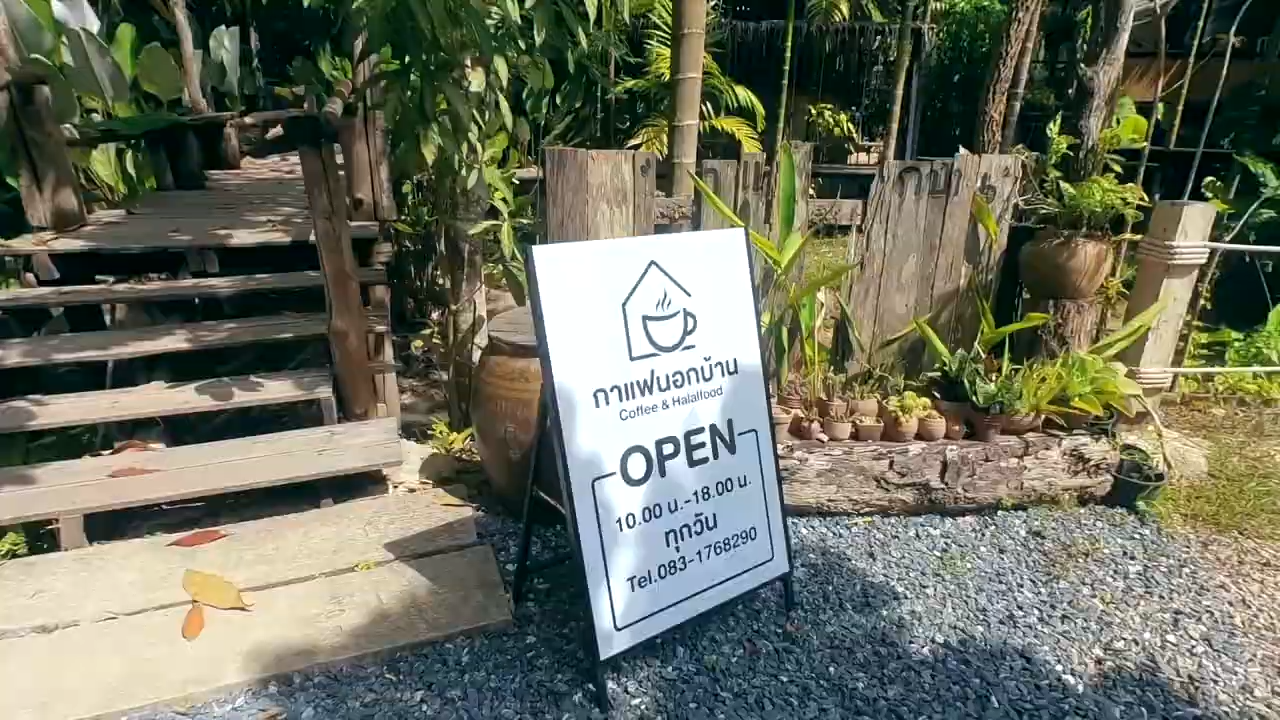 กาแฟนอกบ้าน
Coffee & Halalfood
OPEN
10.00 น.-18.00 น.
ทุกวัน
Tel.083-1768290